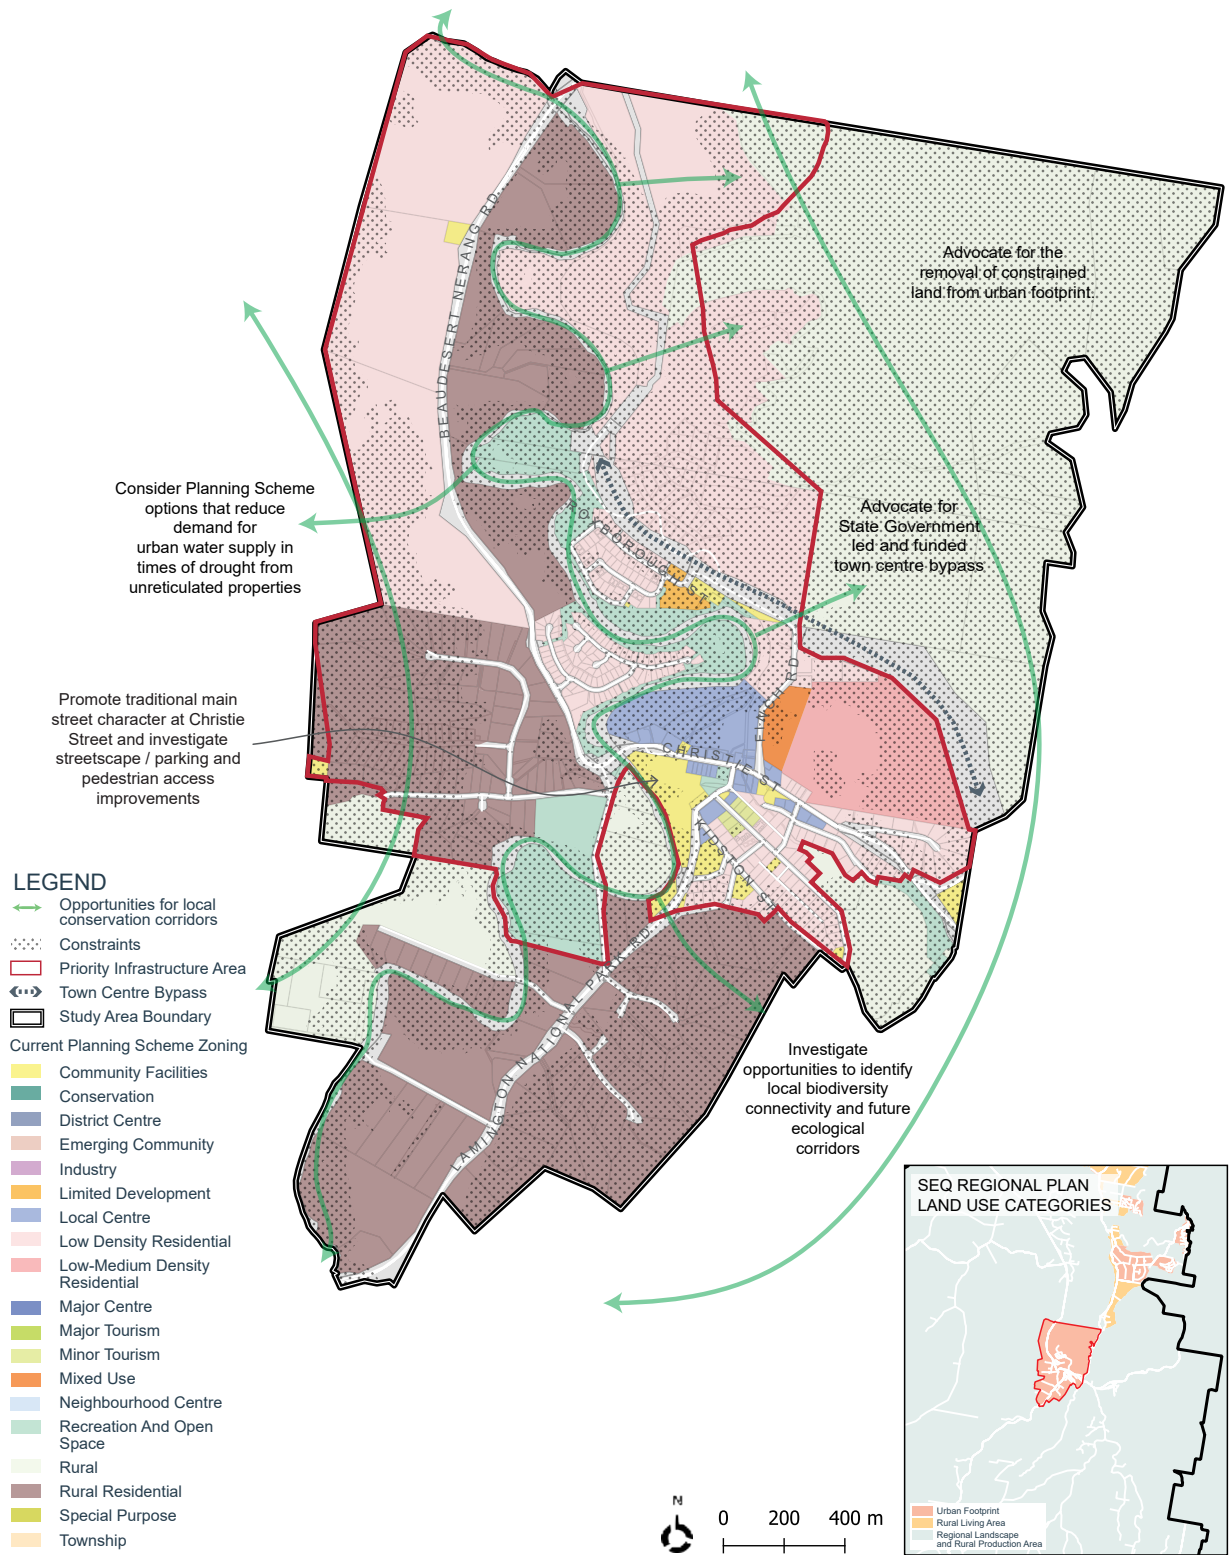 Advocate for the
removal of constrained
land from urban footprint.
BEAUDESERT NERANG RD
Consider Planning Scheme
options that reduce
demand for
urban water supply in
times of drought from
unreticulated properties
Advocate for
State Government
led and funded
town centre bypass
ROXBOROUGH ST
Promote traditional main
street character at Christie
Street and investigate
streetscape / parking and
pedestrian access
improvements
FINCH RD
CHRISTIE ST
KIDSTON ST
LAMINGTON NATIONAL PARK RD
Investigate
opportunities to identify
local biodiversity
connectivity and future
ecological
corridors
LEGEND
Opportunities for local
conservation corridors
Constraints
Priority Infrastructure Area
Town Centre Bypass
Study Area Boundary
Current Planning Scheme Zoning
Community Facilities
Conservation
District Centre
Emerging Community
Industry
Limited Development
Local Centre
Low Density Residential
Low-Medium Density
Residential
Major Centre
Major Tourism
Minor Tourism
Mixed Use
Neighbourhood Centre
Recreation And Open
Space
Rural
Rural Residential
Special Purpose
Township
N
0 200 400 m
SEQ REGIONAL PLAN
LAND USE CATEGORIES
Urban Footprint
Rural Living Area
Regional Landscape
and Rural Production Area